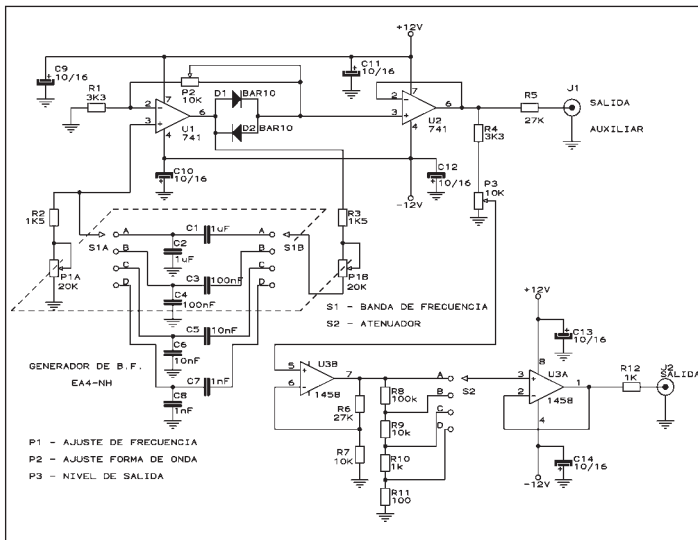 +12V
C9
10/16
C11
10/16
R1
3K3
P2
10K
D1
BAR10
D2 BAR10
2
3
7
6
4
U1
741
2
3
7
6
4
U2
741
R5
27K
J1
SALIDA
AUXILIAR
R4
3K3
C10
10/16
C12
10/16
-12V
P3
10K
R2
1K5
R3
1K5
S1A
A
B
C
D
C1
1uF
C2
1uF
C3
100nF
C4
100nF
C5
10nF
C6
10nF
C7
1nF
C8
1nF
A
B
C
D
S1B
P1A
20K
P1B
20K
S1 - BANDA DE FRECUENCIA
S2 - ATENUADOR
GENERADOR DE B.F.
EA4-NH
P1 - AJUSTE DE FRECUENCIA
P2 - AJUSTE FORMA DE ONDA
P3 - NIVEL DE SALIDA
5
6
7
U3B
1458
R6
27K
R7
10K
R8
100k
R9
10k
R10
1k
R11
100
A
B
C
D
S2
+12V
C13
10/16
8
3
2
1
4
U3A
1458
R12
1K
J2
SALIDA
C14
10/16
-12V